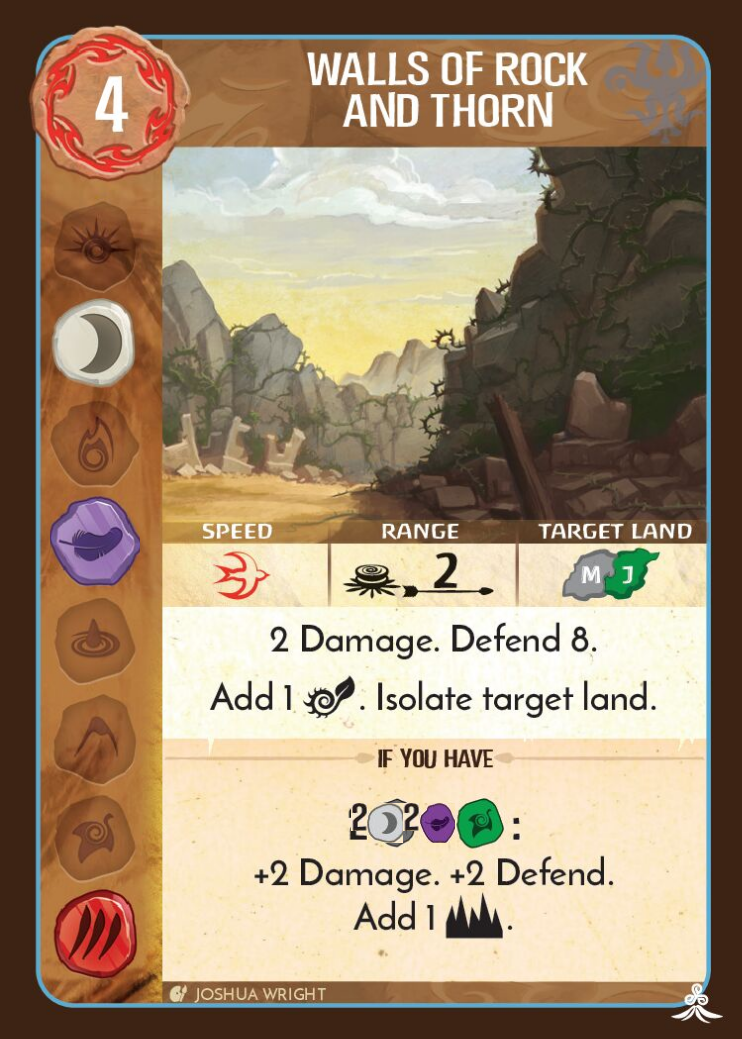 4
WALLS OF ROCK
AND THORN
SPEED RANGE TARGET LAND
2 M J
2 Damage. Defend 8.
Add 1 . Isolate target land.
IF YOU HAVE
2 2 :
+2 Damage. +2 Defend.
Add 1 .
JOSHUA WRIGHT